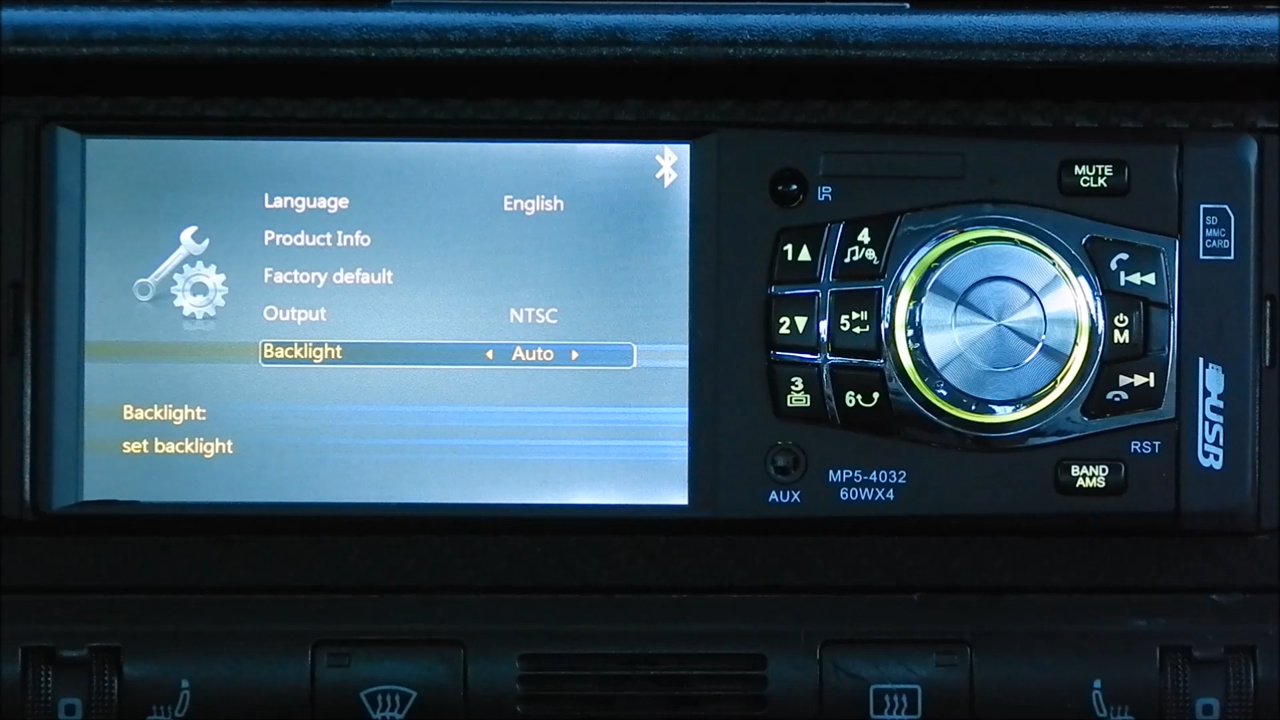 Language English
Product Info
Factory default
Output NTSC
Backlight Auto
Backlight:
set backlight
MUTE
CLK
1
4
2
5
M
3
6
AUX
MP5-4032
60WX4
RST
BAND
AMS
SD
MMC
CARD
USB